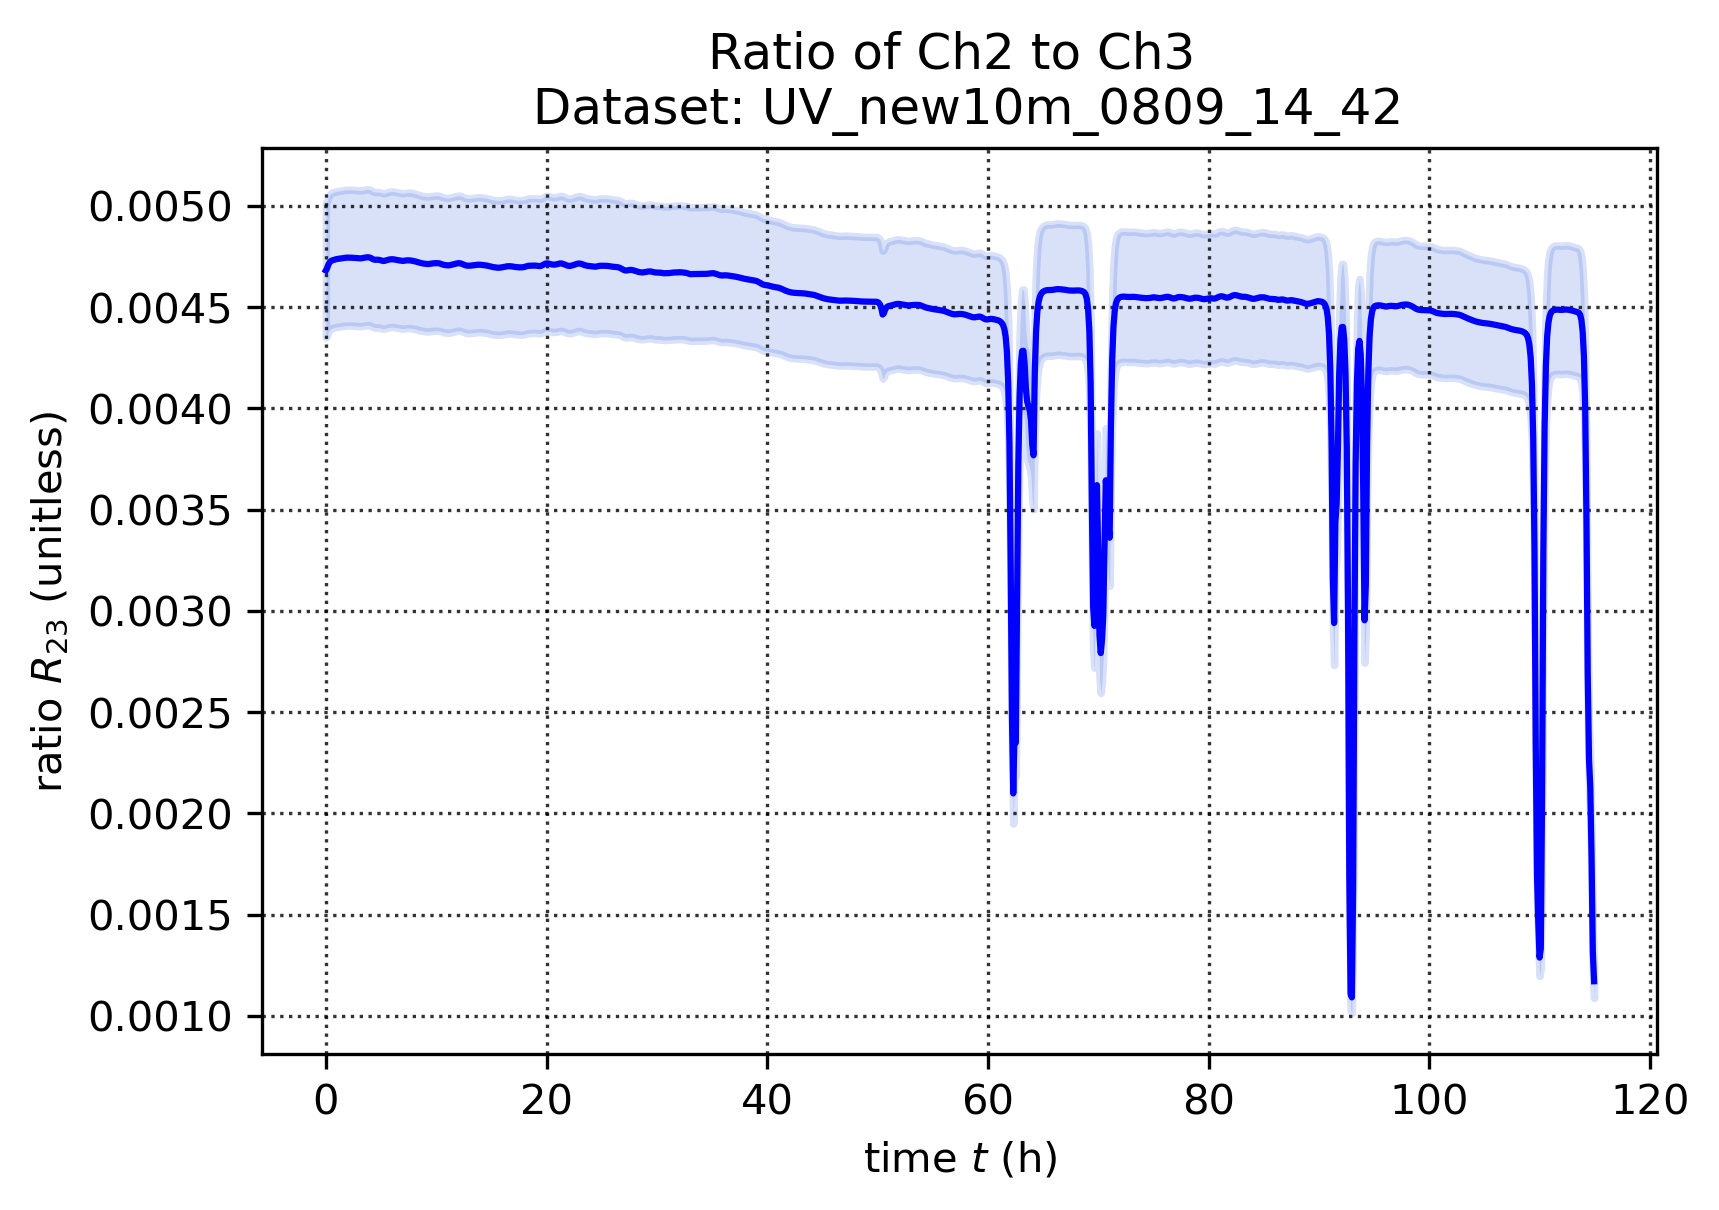 Ratio of Ch2 to Ch3
Dataset: UV_new10m_0809_14_42
ratio R₂₃ (unitless)
0.0050
0.0045
0.0040
0.0035
0.0030
0.0025
0.0020
0.0015
0.0010
0 20 40 60 80 100 120
time t (h)